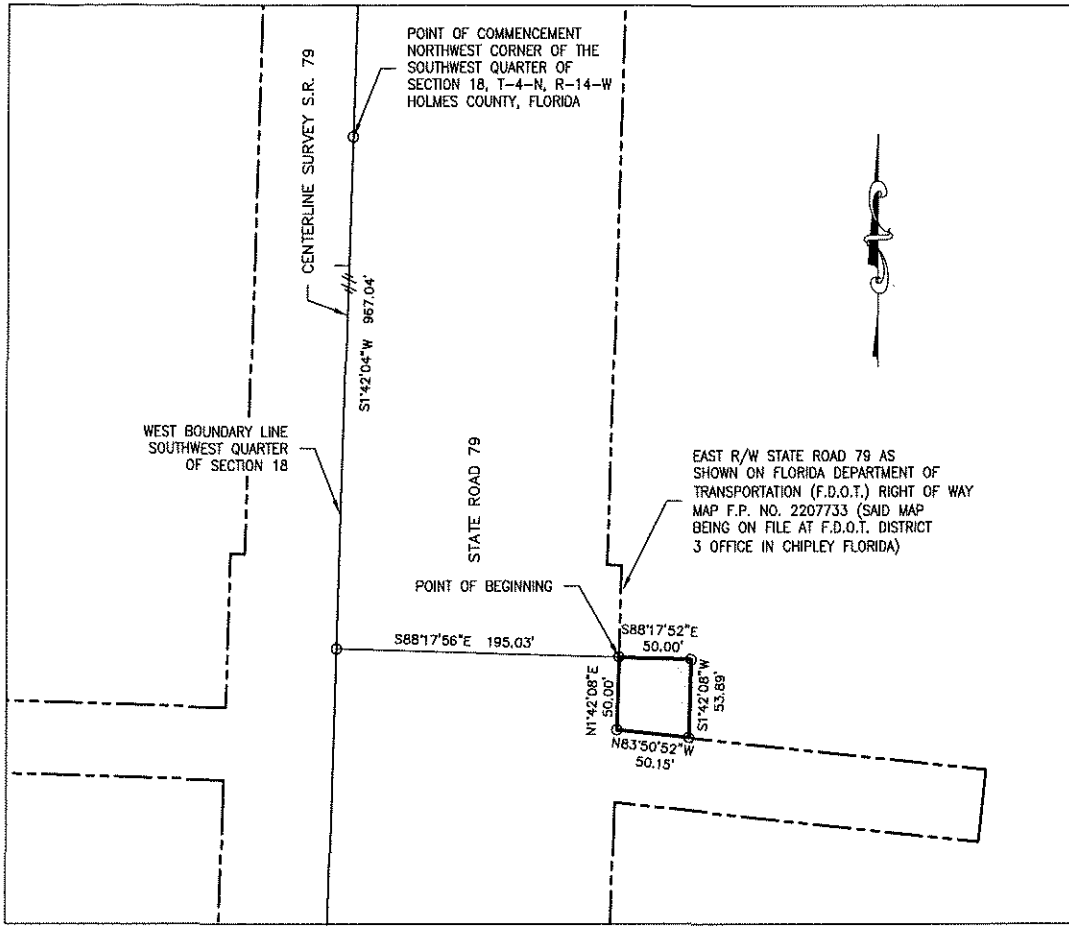 POINT OF COMMENCEMENT
NORTHWEST CORNER OF THE
SOUTHWEST QUARTER OF
SECTION 18, T-4-N, R-14-W
HOLMES COUNTY, FLORIDA
CENTERLINE SURVEY S.R. 79
S1°42'04"W 967.04'
WEST BOUNDARY LINE
SOUTHWEST QUARTER
OF SECTION 18
STATE ROAD 79
EAST R/W STATE ROAD 79 AS
SHOWN ON FLORIDA DEPARTMENT OF
TRANSPORTATION (F.D.O.T.) RIGHT OF WAY
MAP F.P. NO. 2207733 (SAID MAP
BEING ON FILE AT F.D.O.T. DISTRICT
3 OFFICE IN CHIPLEY FLORIDA)
POINT OF BEGINNING
S88°17'56"E 195.03'
S88°17'52"E
50.00'
N1°42'08"E
50.00'
S1°42'08"W
53.89'
N83°50'52"W
50.15'